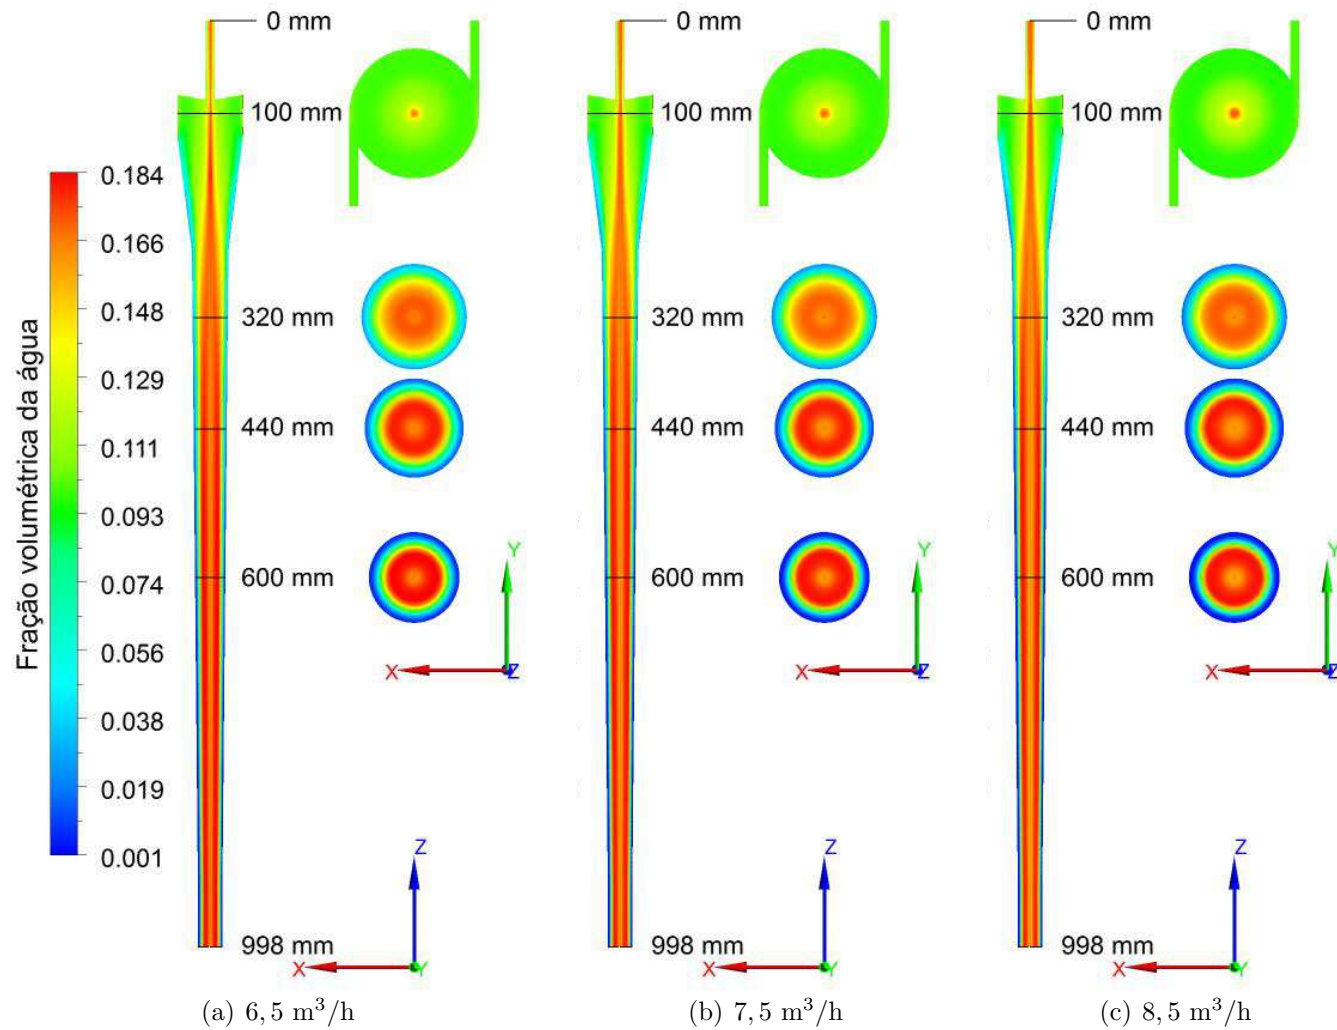 Fração volumétrica da água
0.184
0.166
0.148
0.129
0.111
0.093
0.074
0.056
0.038
0.019
0.001
0 mm
100 mm
320 mm
440 mm
600 mm
998 mm
Y
X
Z
Z
X
Y
(a) 6,5 m³/h
0 mm
100 mm
320 mm
440 mm
600 mm
998 mm
Y
X
Z
Z
X
Y
(b) 7,5 m³/h
0 mm
100 mm
320 mm
440 mm
600 mm
998 mm
Y
X
Z
Z
X
Y
(c) 8,5 m³/h